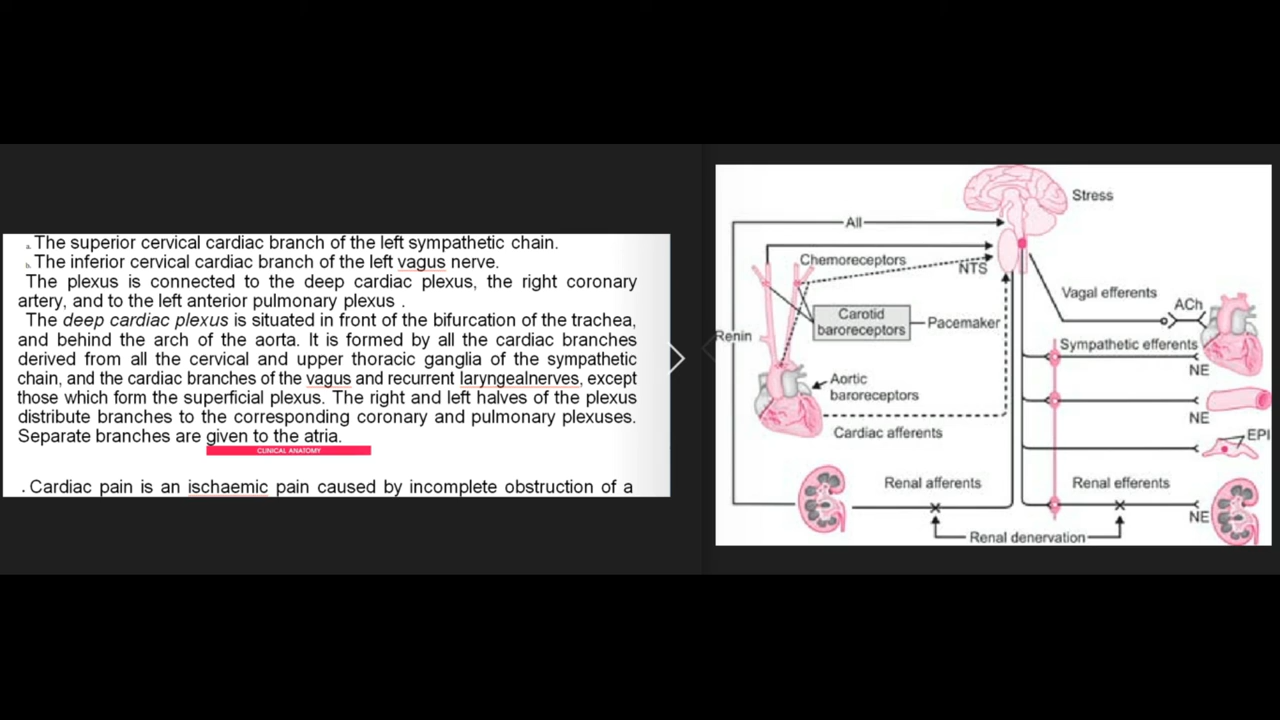 a. The superior cervical cardiac branch of the left sympathetic chain.
b. The inferior cervical cardiac branch of the left vagus nerve.
The plexus is connected to the deep cardiac plexus, the right coronary
artery, and to the left anterior pulmonary plexus .
The deep cardiac plexus is situated in front of the bifurcation of the trachea,
and behind the arch of the aorta. It is formed by all the cardiac branches
derived from all the cervical and upper thoracic ganglia of the sympathetic
chain, and the cardiac branches of the vagus and recurrent laryngealnerves, except
those which form the superficial plexus. The right and left halves of the plexus
distribute branches to the corresponding coronary and pulmonary plexuses.
Separate branches are given to the atria.
CLINICAL ANATOMY
. Cardiac pain is an ischaemic pain caused by incomplete obstruction of a
Stress
All
Chemoreceptors
NTS
Vagal efferents
ACh
Carotid
baroreceptors
Pacemaker
Renin
Sympathetic efferents
NE
Aortic
baroreceptors
NE
Cardiac afferents
EPI
Renal afferents
Renal efferents
NE
Renal denervation